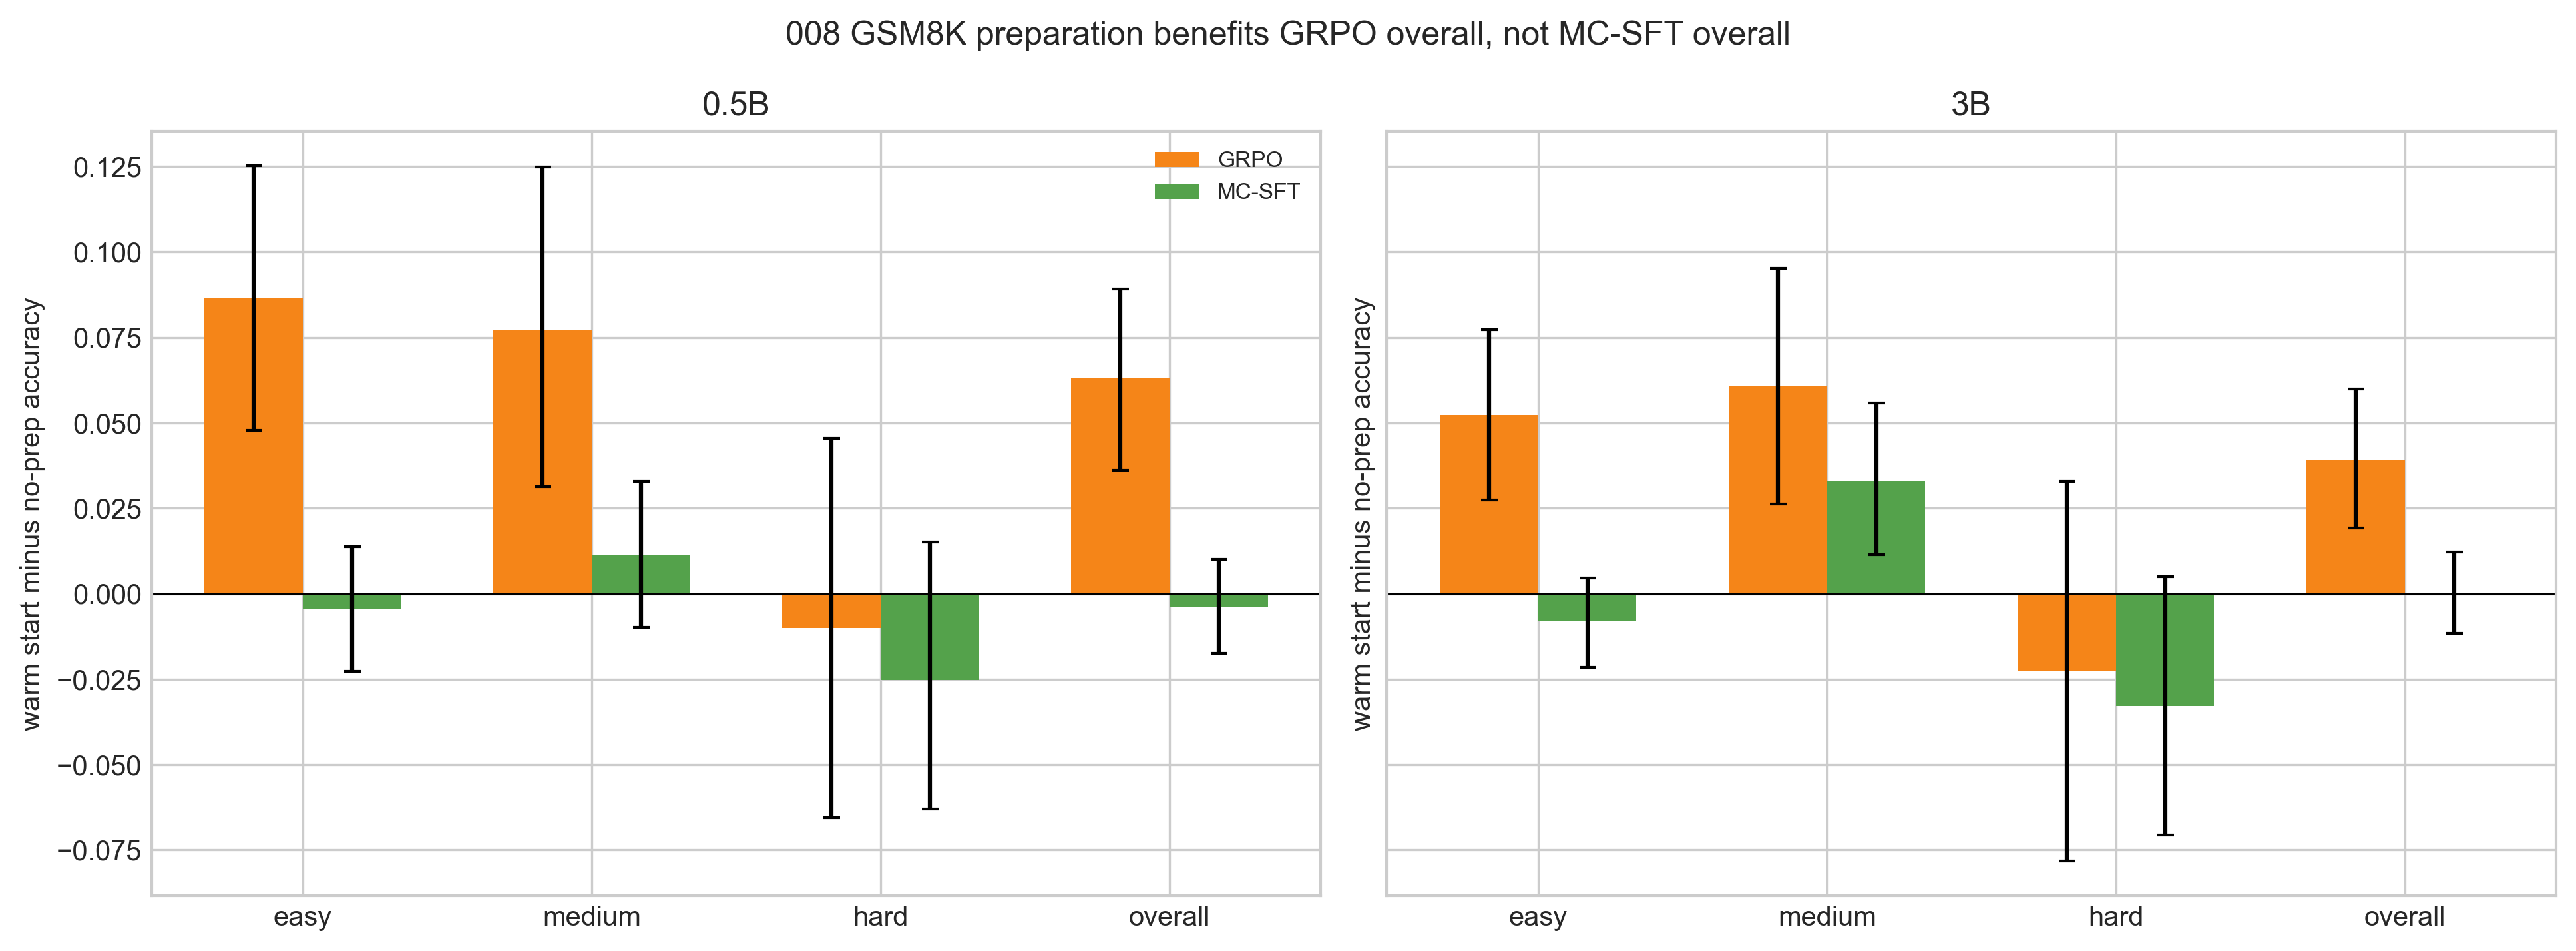 008 GSM8K preparation benefits GRPO overall, not MC-SFT overall
0.5B
3B
GRPO
MC-SFT
warm start minus no-prep accuracy
0.125
0.100
0.075
0.050
0.025
0.000
−0.025
−0.050
−0.075
easy
medium
hard
overall
warm start minus no-prep accuracy
easy
medium
hard
overall